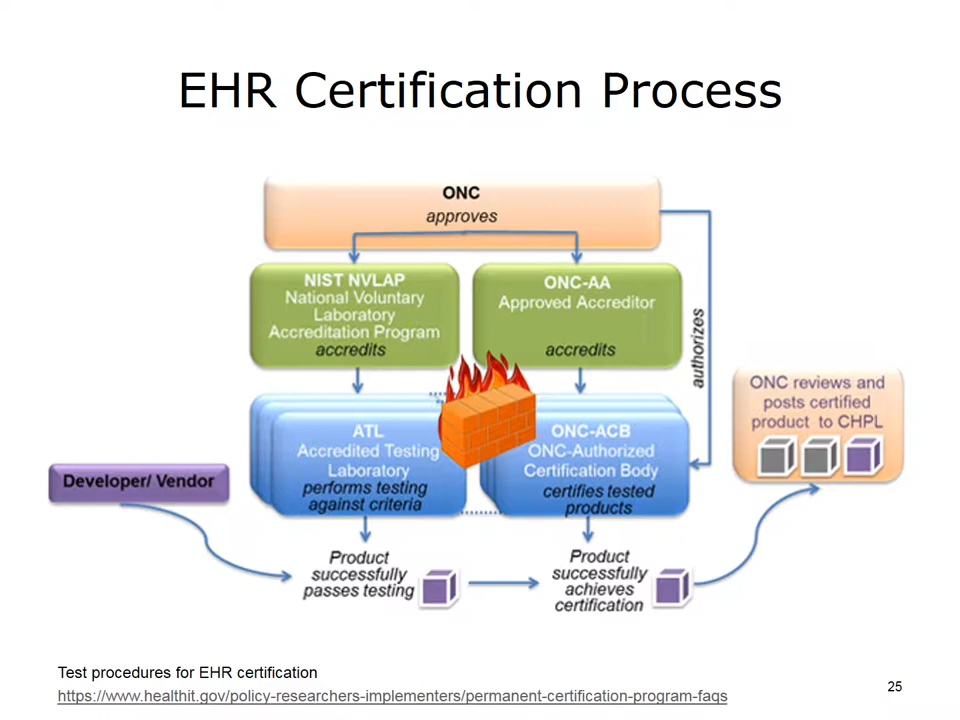 EHR Certification Process
ONC
approves
NIST NVLAP
National Voluntary
Laboratory
Accreditation Program
accredits
ONC-AA
Approved Accreditor
accredits
authorizes
ATL
Accredited Testing
Laboratory
performs testing
against criteria
ONC-ACB
ONC-Authorized
Certification Body
certifies tested
products
ONC reviews and
posts certified
product to CHPL
Developer/ Vendor
Product
successfully
passes testing
Product
successfully
achieves
certification
Test procedures for EHR certification
https://www.healthit.gov/policy-researchers-implementers/permanent-certification-program-faqs
25